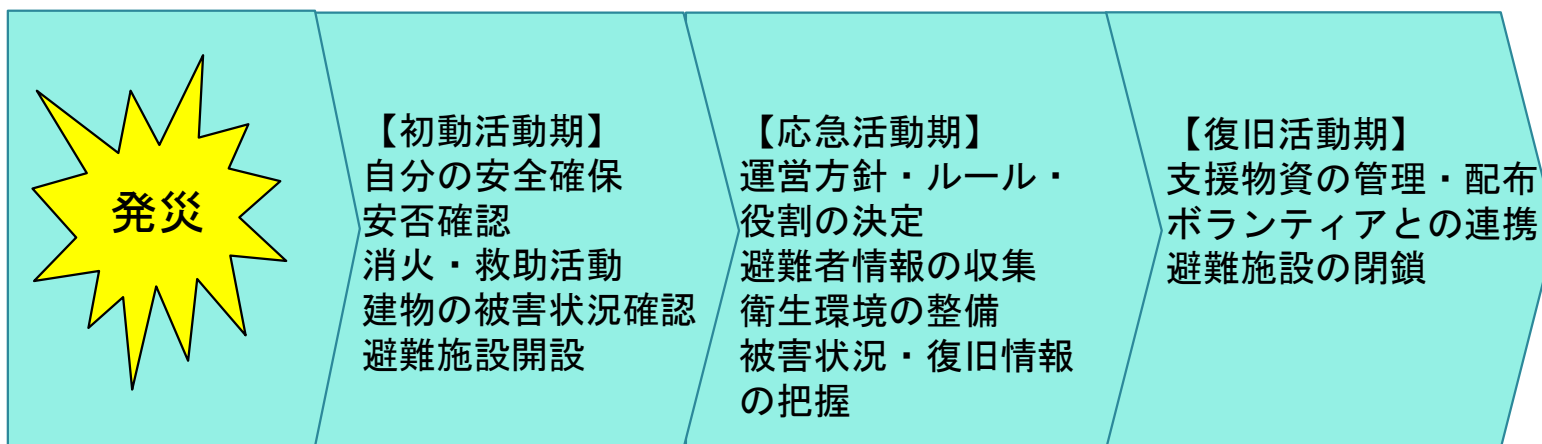 発災
【初動活動期】
自分の安全確保
安否確認
消火・救助活動
建物の被害状況確認
避難施設開設
【応急活動期】
運営方針・ルール・
役割の決定
避難者情報の収集
衛生環境の整備
被害状況・復旧情報
の把握
【復旧活動期】
支援物資の管理・配布
ボランティアとの連携
避難施設の閉鎖